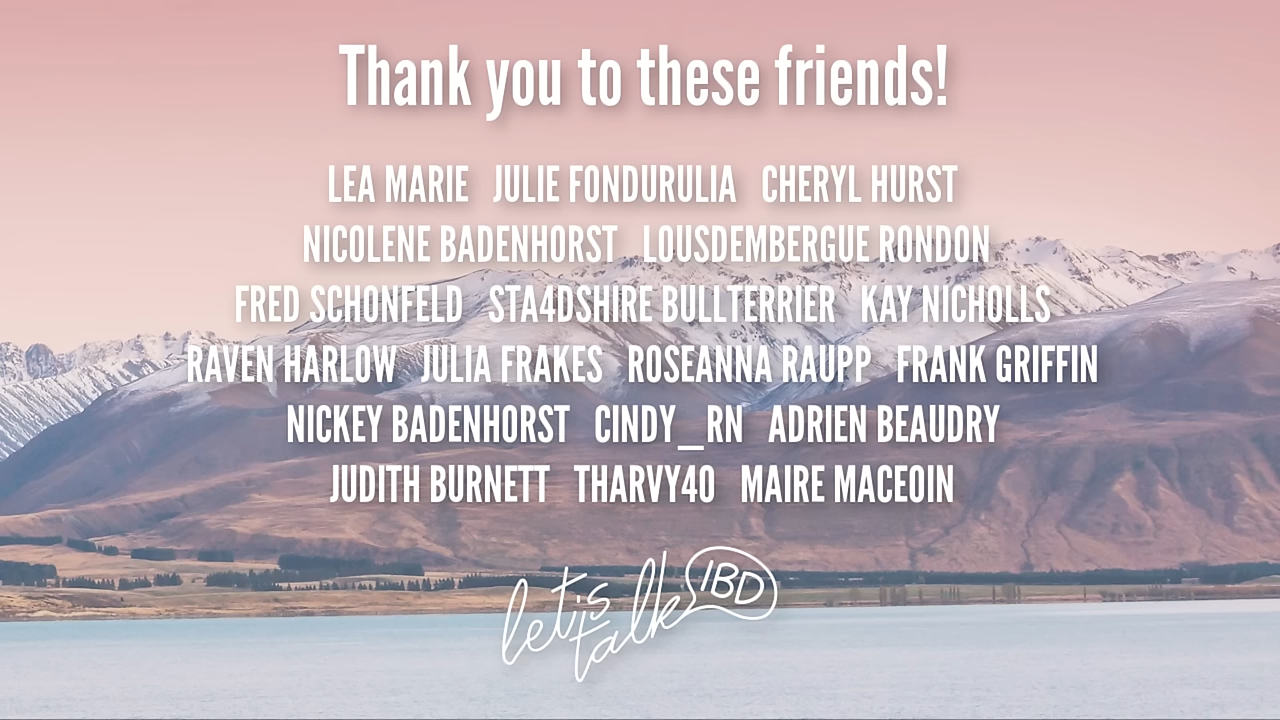 Thank you to these friends!
LEA MARIE JULIE FONDURULIA CHERYL HURST
NICOLENE BADENHORST LOUSDEMBERGUE RONDON
FRED SCHONFELD STA4DSHIRE BULLTERRIER KAY NICHOLLS
RAVEN HARLOW JULIA FRAKES ROSEANNA RAUPP FRANK GRIFFIN
NICKEY BADENHORST CINDY_RN ADRIEN BEAUDRY
JUDITH BURNETT THARVY40 MAIRE MACEOIN
let's
talk IBD